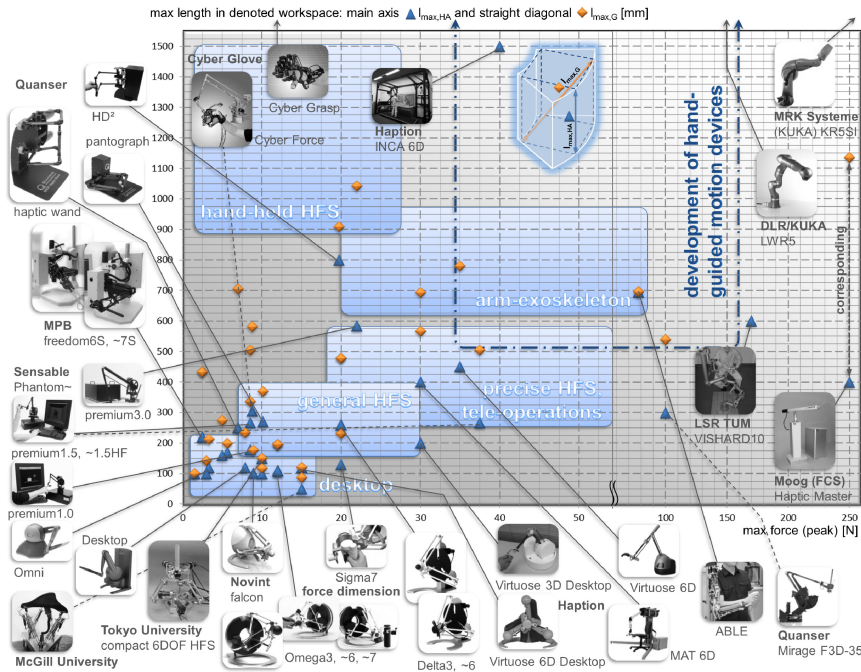 max length in denoted workspace: main axis l max,HA and straight diagonal l max,G [mm]
1500
1400
1300
1200
1100
1000
900
800
700
600
500
400
300
200
100
0
0
10
20
30
40
50
100
150
200
250
max force (peak) [N]
Quanser
HD²
pantograph
haptic wand
MPB
freedom6S, ~7S
Sensable
Phantom~
premium3.0
premium1.5, ~1.5HF
premium1.0
Omni
Desktop
McGill University
Tokyo University
compact 6DOF HFS
Novint
falcon
Sigma7
force dimension
Omega3, ~6, ~7
Delta3, ~6
Virtuose 3D Desktop
Haption
Virtuose 6D Desktop
Virtuose 6D
MAT 6D
ABLE
Quanser
Mirage F3D-35
Cyber Glove
Cyber Grasp
Cyber Force
Haption
INCA 6D
l max,G
l max,HA
hand-held HFS
arm-exoskeleton
general HFS
precise HFS,
tele-operations
desktop
development of hand-
guided motion devices
MRK Systeme
(KUKA) KR5SI
DLR/KUKA
LWR5
corresponding
LSR TUM
VISHARD10
Moog (FCS)
Haptic Master